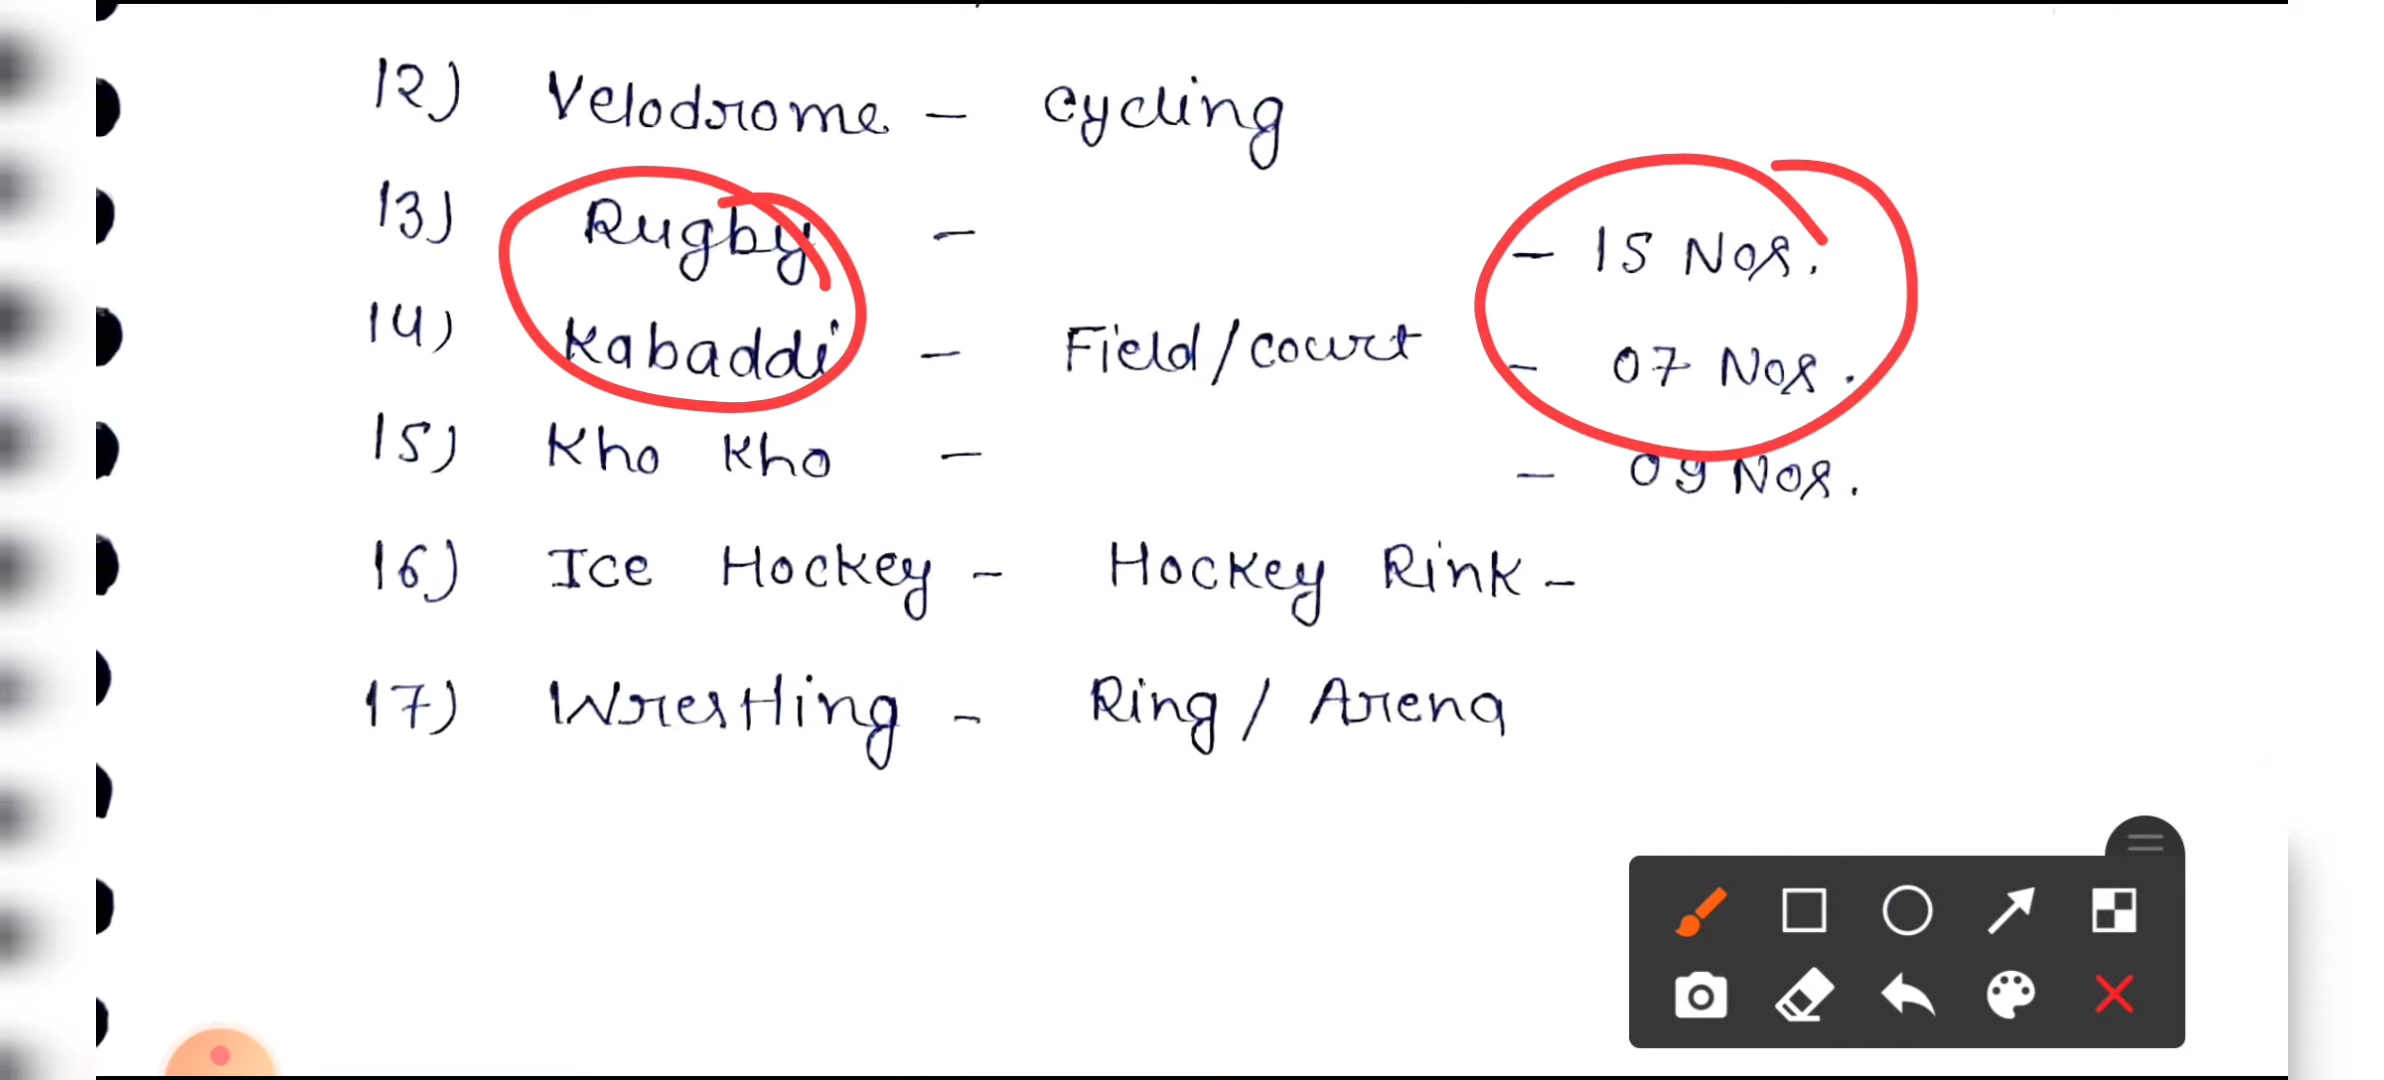 12) Velodrome - cycling
13) Rugby - - 15 Nos.
14) Kabaddi - Field/court - 07 Nos.
15) Kho Kho - - 09 Nos.
16) Ice Hockey - Hockey Rink -
17) Wrestling - Ring / Arena